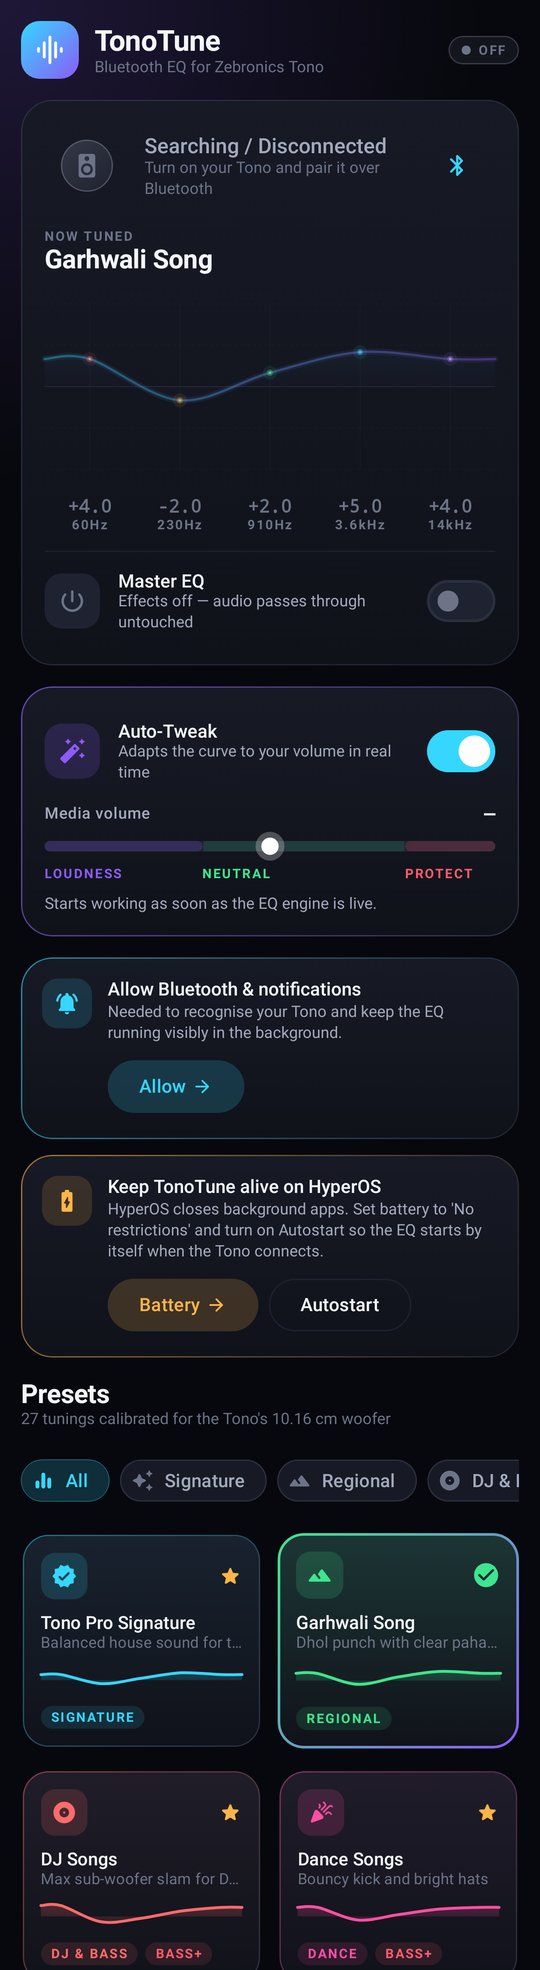 TonoTune
Bluetooth EQ for Zebronics Tono
OFF
Searching / Disconnected
Turn on your Tono and pair it over
Bluetooth
NOW TUNED
Garhwali Song
+4.0 -2.0 +2.0 +5.0 +4.0
60Hz 230Hz 910Hz 3.6kHz 14kHz
Master EQ
Effects off — audio passes through
untouched
Auto-Tweak
Adapts the curve to your volume in real
time
Media volume –
LOUDNESS NEUTRAL PROTECT
Starts working as soon as the EQ engine is live.
Allow Bluetooth & notifications
Needed to recognise your Tono and keep the EQ
running visibly in the background.
Allow →
Keep TonoTune alive on HyperOS
HyperOS closes background apps. Set battery to 'No
restrictions' and turn on Autostart so the EQ starts by
itself when the Tono connects.
Battery → Autostart
Presets
27 tunings calibrated for the Tono's 10.16 cm woofer
All Signature Regional DJ &
Tono Pro Signature
Balanced house sound for t...
SIGNATURE
Garhwali Song
Dhol punch with clear paha...
REGIONAL
DJ Songs
Max sub-woofer slam for D...
DJ & BASS BASS+
Dance Songs
Bouncy kick and bright hats
DANCE BASS+